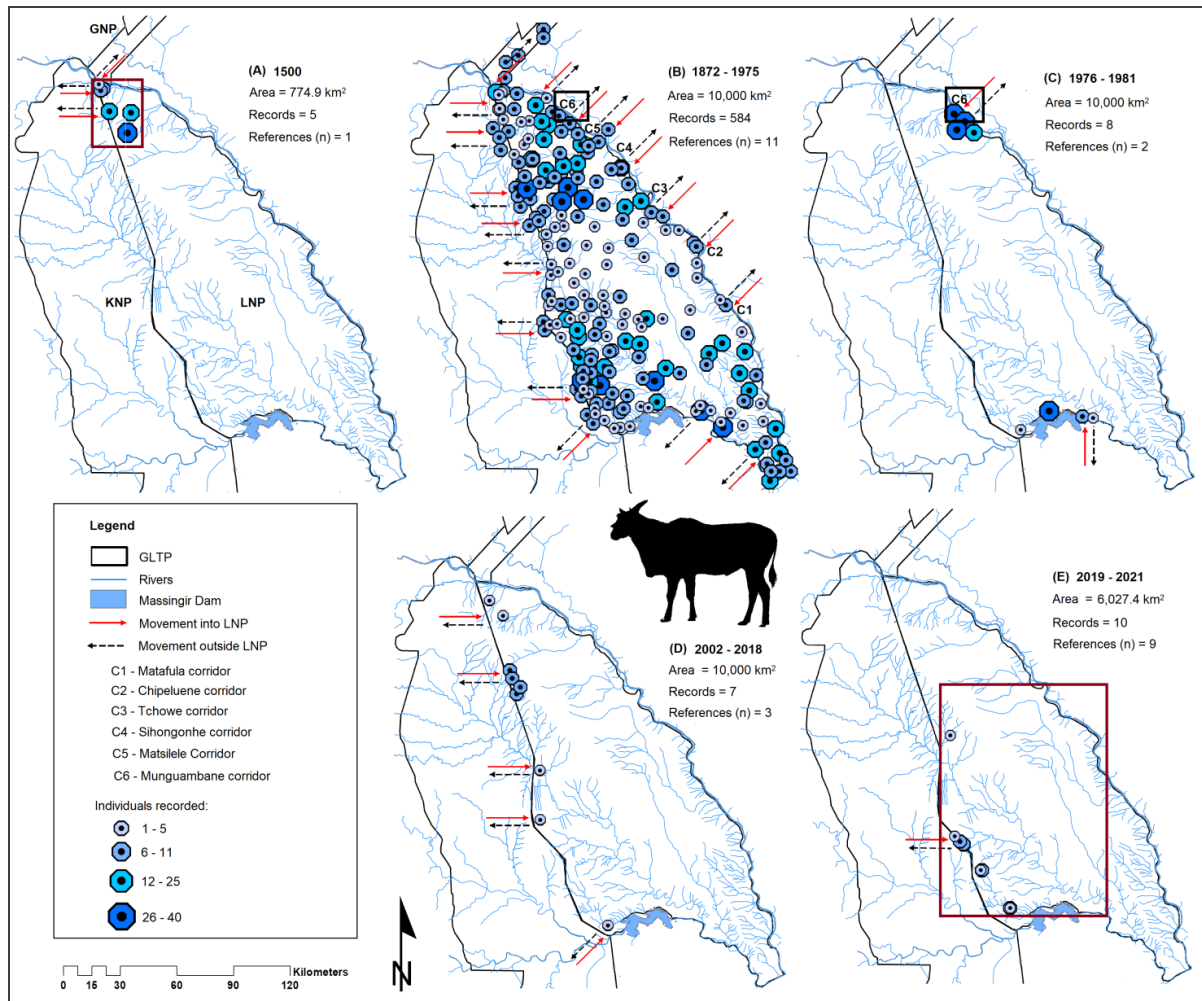 GNP
(A) 1500
Area = 774.9 km²
Records = 5
References (n) = 1
KNP
LNP
(B) 1872 - 1975
Area = 10,000 km²
Records = 584
References (n) = 11
C6
C5
C4
C3
C2
C1
(C) 1976 - 1981
Area = 10,000 km²
Records = 8
References (n) = 2
C6
Legend
GLTP
Rivers
Massingir Dam
Movement into LNP
Movement outside LNP
C1 - Matafula corridor
C2 - Chipeluene corridor
C3 - Tchowe corridor
C4 - Sihongonhe corridor
C5 - Matsilele Corridor
C6 - Munguambane corridor
Individuals recorded:
1 - 5
6 - 11
12 - 25
26 - 40
Kilometers
0 15 30 60 90 120
N
(D) 2002 - 2018
Area = 10,000 km²
Records = 7
References (n) = 3
(E) 2019 - 2021
Area = 6,027.4 km²
Records = 10
References (n) = 9